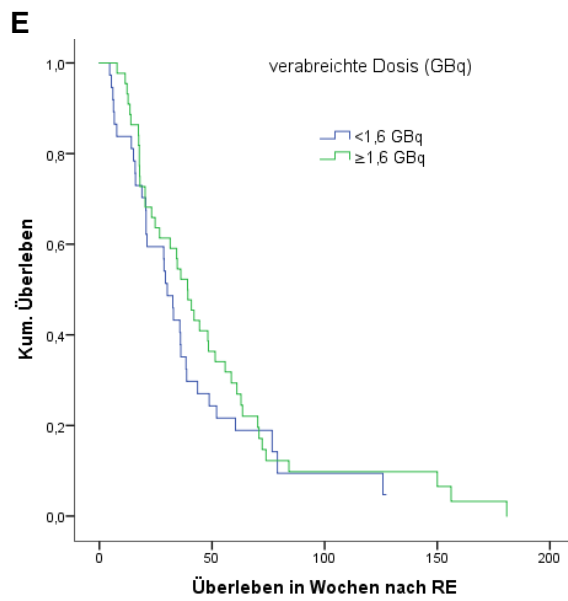 E
verabreichte Dosis (GBq)
<1,6 GBq
≥1,6 GBq
Kum. Überleben
1,0
0,8
0,6
0,4
0,2
0,0
0
50
100
150
200
Überleben in Wochen nach RE